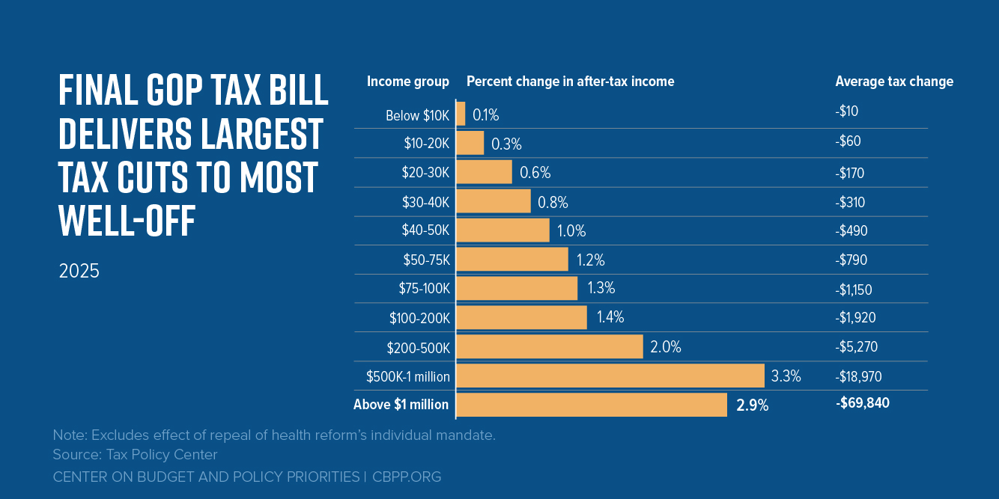 FINAL GOP TAX BILL
DELIVERS LARGEST
TAX CUTS TO MOST
WELL-OFF
2025
Income group Percent change in after-tax income Average tax change
Below $10K 0.1% -$10
$10-20K 0.3% -$60
$20-30K 0.6% -$170
$30-40K 0.8% -$310
$40-50K 1.0% -$490
$50-75K 1.2% -$790
$75-100K 1.3% -$1,150
$100-200K 1.4% -$1,920
$200-500K 2.0% -$5,270
$500K-1 million 3.3% -$18,970
Above $1 million 2.9% -$69,840
Note: Excludes effect of repeal of health reform's individual mandate.
Source: Tax Policy Center
CENTER ON BUDGET AND POLICY PRIORITIES | CBPP.ORG